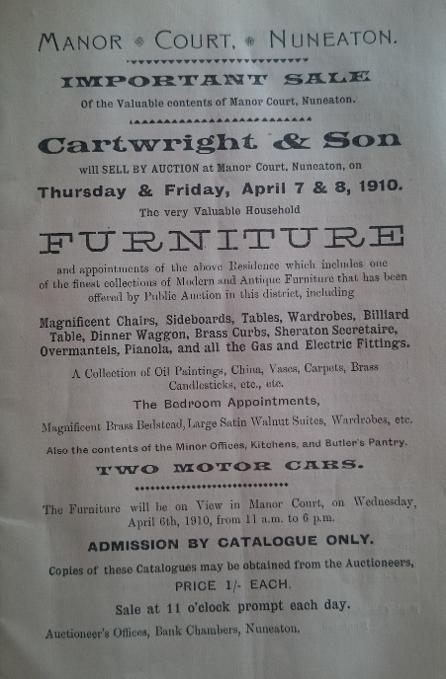 MANOR COURT, NUNEATON.
IMPORTANT SALE
Of the Valuable contents of Manor Court, Nuneaton.
Cartwright & Son
will SELL BY AUCTION at Manor Court, Nuneaton, on
Thursday & Friday, April 7 & 8, 1910.
The very Valuable Household
FURNITURE
and appointments of the above Residence which includes one
of the finest collections of Modern and Antique Furniture that has been
offered by Public Auction in this district, including
Magnificent Chairs, Sideboards, Tables, Wardrobes, Billiard
Table, Dinner Waggon, Brass Curbs, Sheraton Secretaire,
Overmantels, Pianola, and all the Gas and Electric Fittings.
A Collection of Oil Paintings, China, Vases, Carpets, Brass
Candlesticks, etc., etc.
The Bedroom Appointments,
Magnificent Brass Bedstead, Large Satin Walnut Suites, Wardrobes, etc.
Also the contents of the Minor Offices, Kitchens, and Butler's Pantry.
TWO MOTOR CARS.
The Furniture will be on View in Manor Court, on Wednesday,
April 6th, 1910, from 11 a.m. to 6 p.m.
ADMISSION BY CATALOGUE ONLY.
Copies of these Catalogues may be obtained from the Auctioneers,
PRICE 1/- EACH.
Sale at 11 o'clock prompt each day.
Auctioneer's Offices, Bank Chambers, Nuneaton.